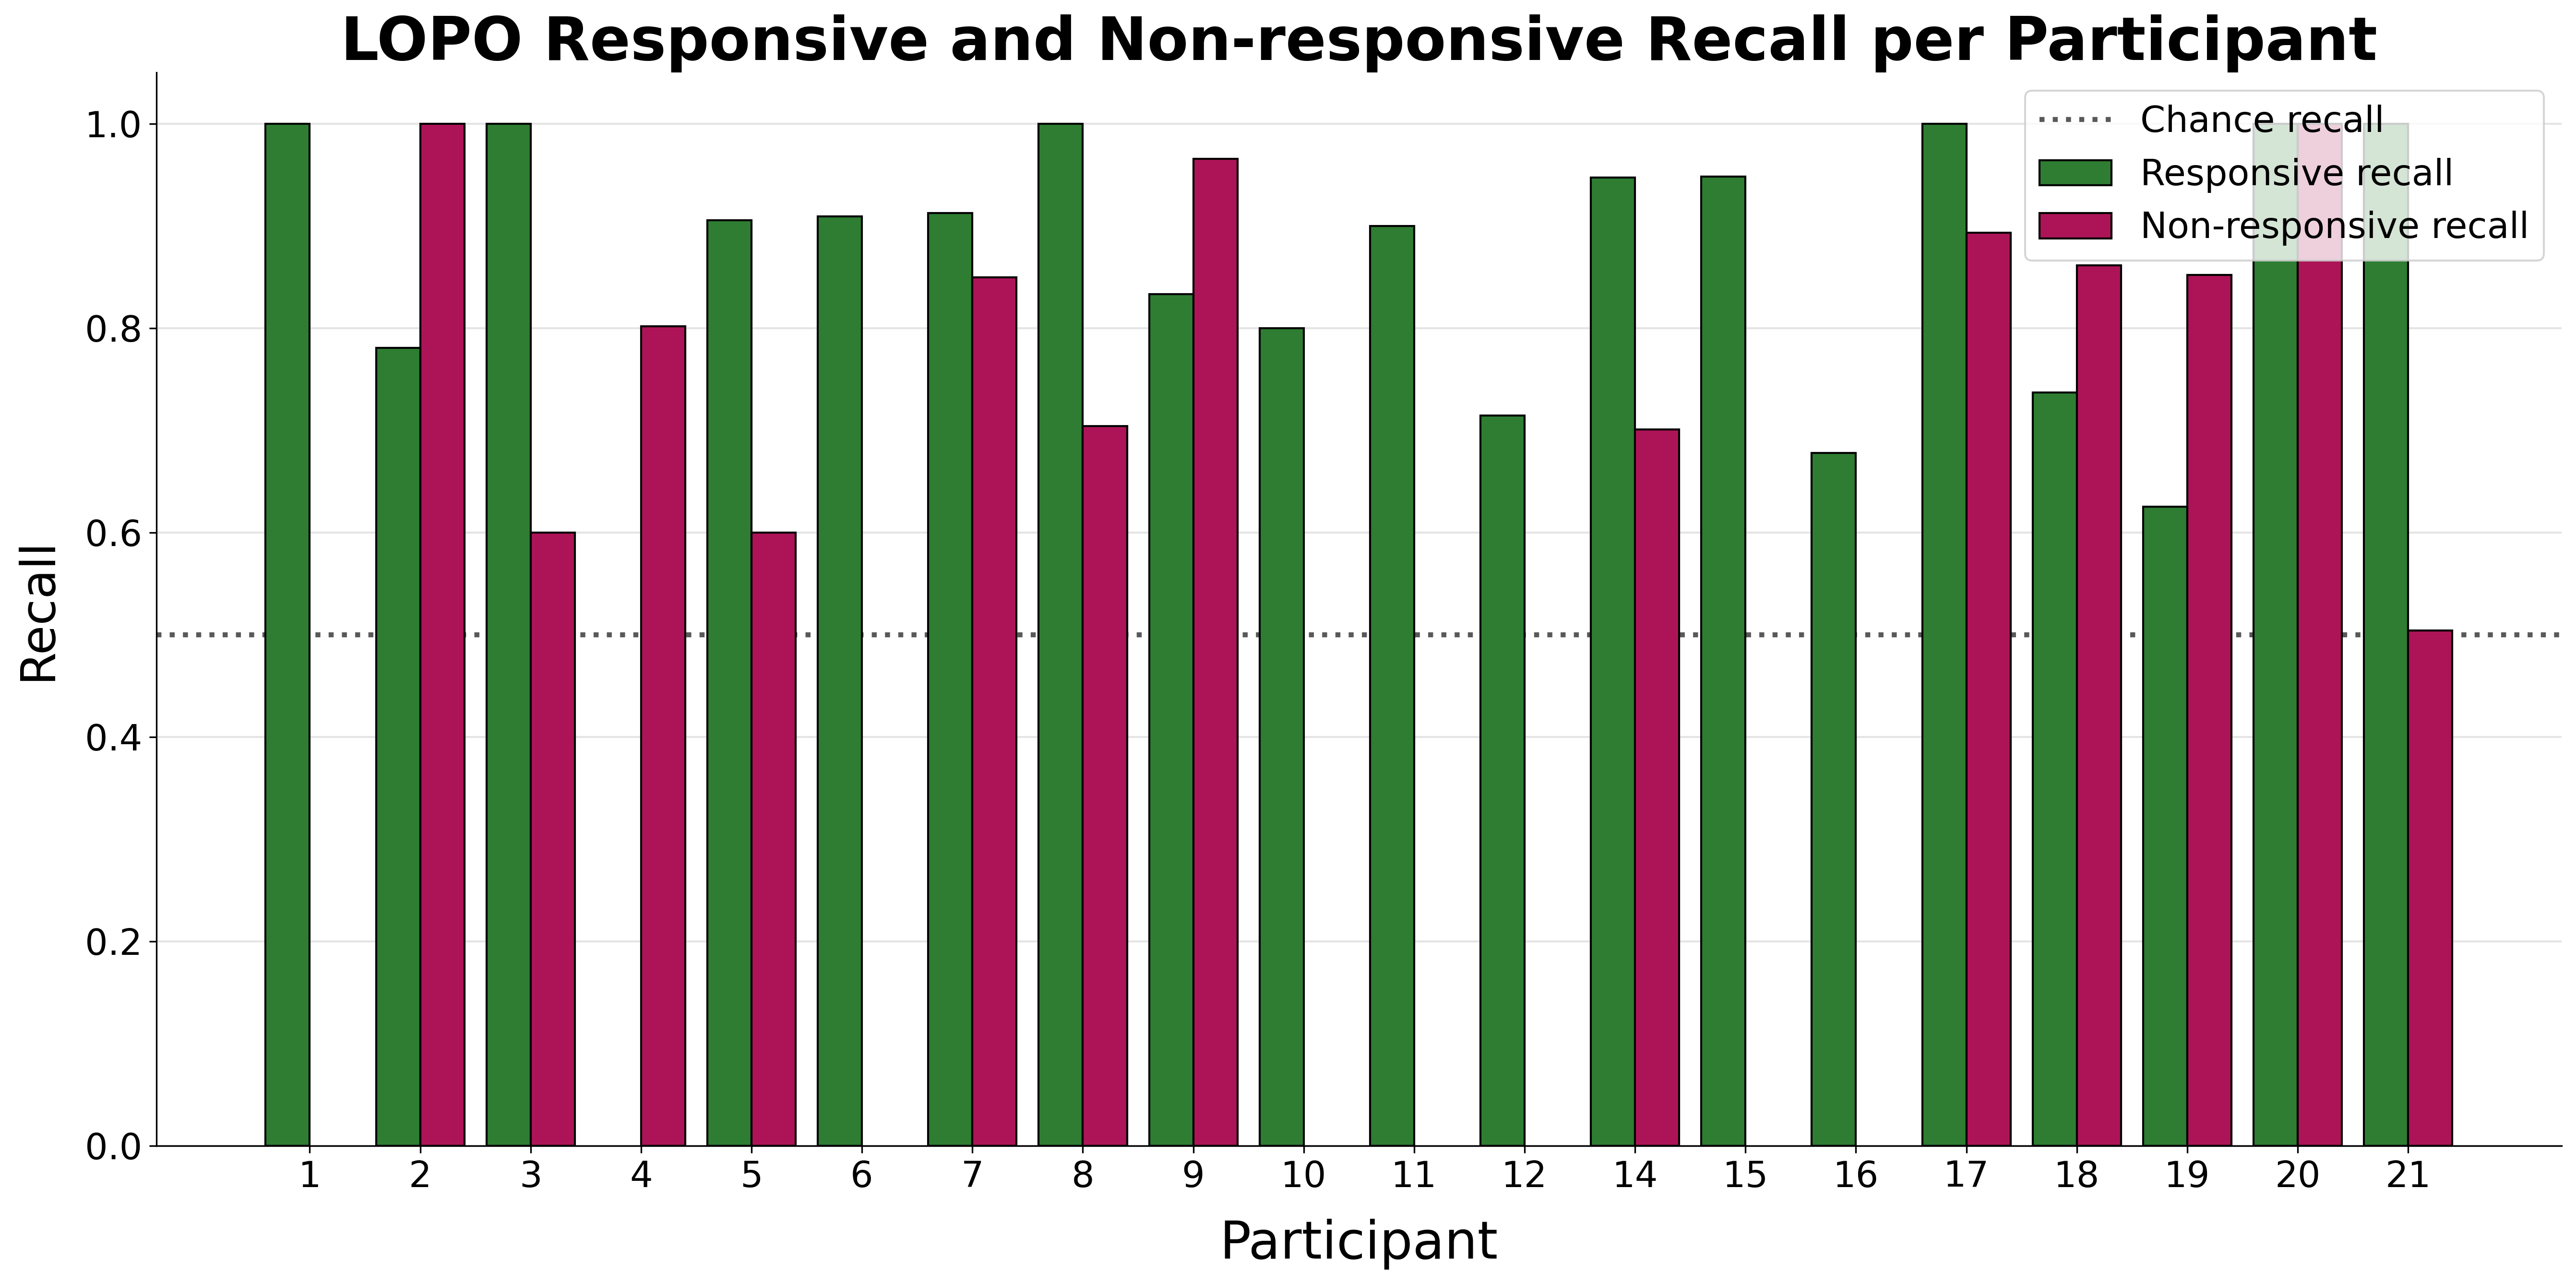 LOPO Responsive and Non-responsive Recall per Participant
Chance recall
Responsive recall
Non-responsive recall
1.0
0.8
0.6
0.4
0.2
0.0
Recall
1 2 3 4 5 6 7 8 9 10 11 12 14 15 16 17 18 19 20 21
Participant